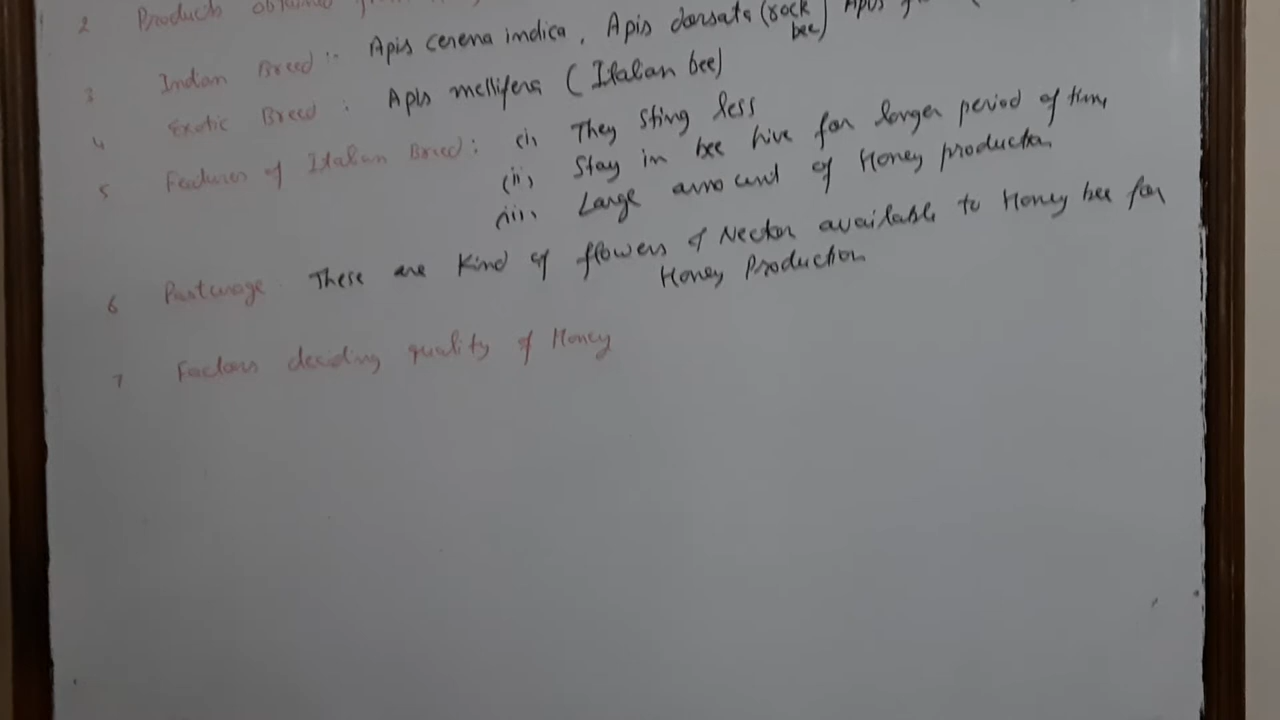 2 Products obtained
3 Indian Breed :- Apis cerena indica, Apis dorsata (rock bee) Apis
4 Exotic Breed : Apis mellifera (Italian bee)
5 Features of Italian Breed : (i) They sting less
(ii) Stay in bee hive for longer period of time
(iii) Large amount of Honey production
6 Pasturage These are kind of flowers & Nectar available to Honey bee for
Honey Production
7 Factors deciding quality of Honey